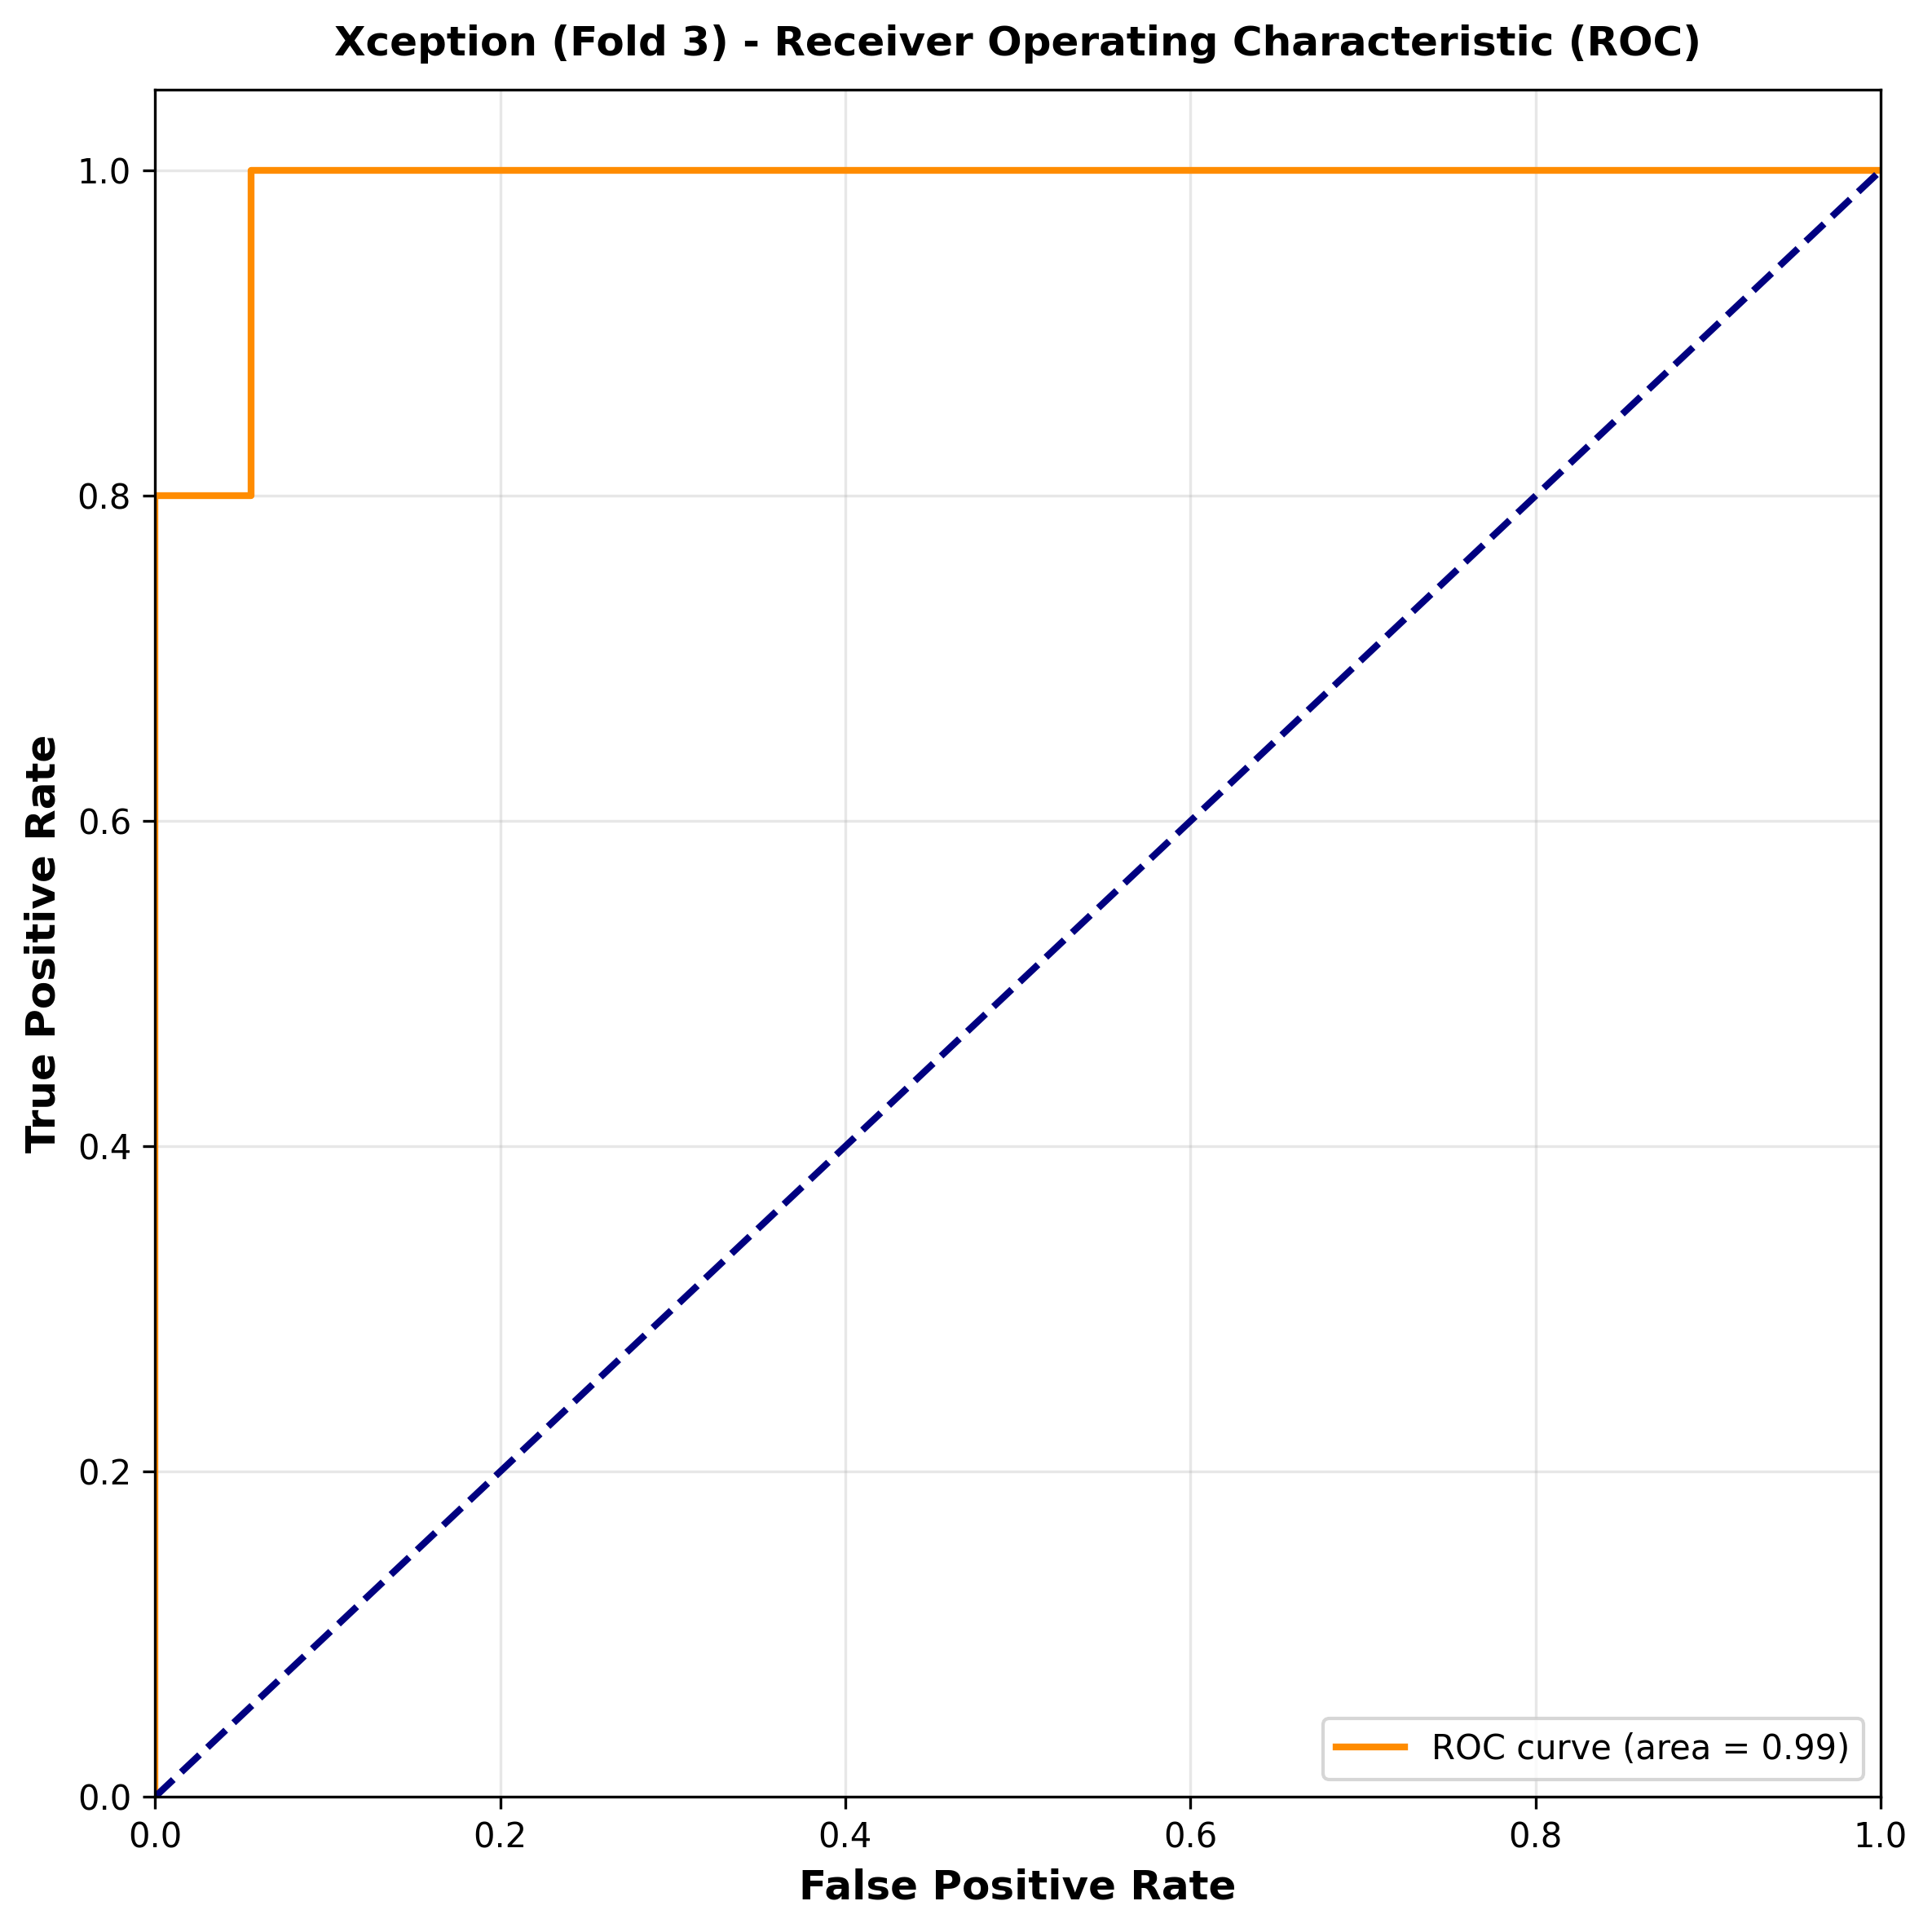 Xception (Fold 3) - Receiver Operating Characteristic (ROC)
True Positive Rate
1.0
0.8
0.6
0.4
0.2
0.0
ROC curve (area = 0.99)
0.0 0.2 0.4 0.6 0.8 1.0
False Positive Rate